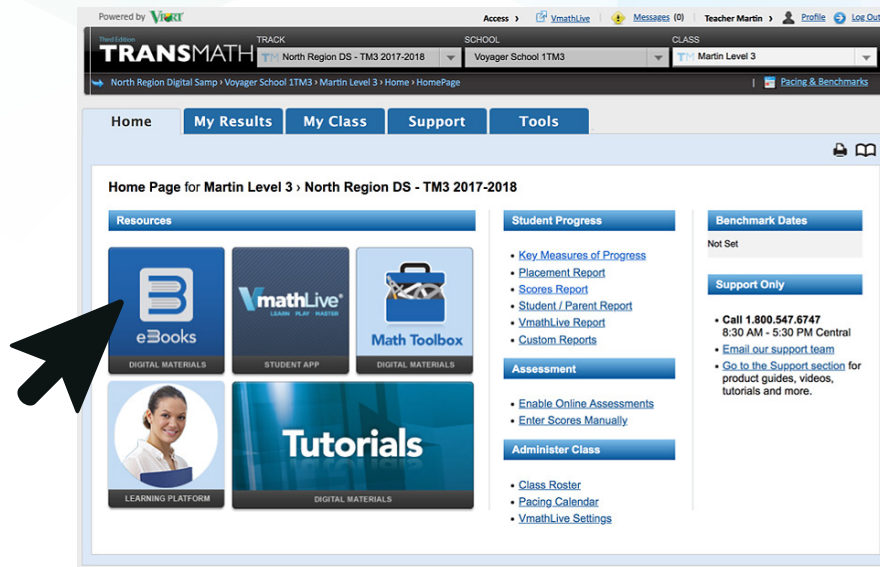 Powered by VPORT
Access › VmathLive Messages (0) Teacher Martin › Profile Log Out
Third Edition
TRANSMATH
TRACK
TM North Region DS - TM3 2017-2018
SCHOOL
Voyager School 1TM3
CLASS
TM Martin Level 3
North Region Digital Samp › Voyager School 1TM3 › Martin Level 3 › Home › HomePage
| Pacing & Benchmarks
Home My Results My Class Support Tools
Home Page for Martin Level 3 › North Region DS - TM3 2017-2018
Resources
eBooks
DIGITAL MATERIALS
VmathLive
LEARN PLAY MASTER
STUDENT APP
Math Toolbox
DIGITAL MATERIALS
LEARNING PLATFORM
Tutorials
DIGITAL MATERIALS
Student Progress
• Key Measures of Progress
• Placement Report
• Scores Report
• Student / Parent Report
• VmathLive Report
• Custom Reports
Assessment
• Enable Online Assessments
• Enter Scores Manually
Administer Class
• Class Roster
• Pacing Calendar
• VmathLive Settings
Benchmark Dates
Not Set
Support Only
• Call 1.800.547.6747
8:30 AM - 5:30 PM Central
• Email our support team
• Go to the Support section for
product guides, videos,
tutorials and more.